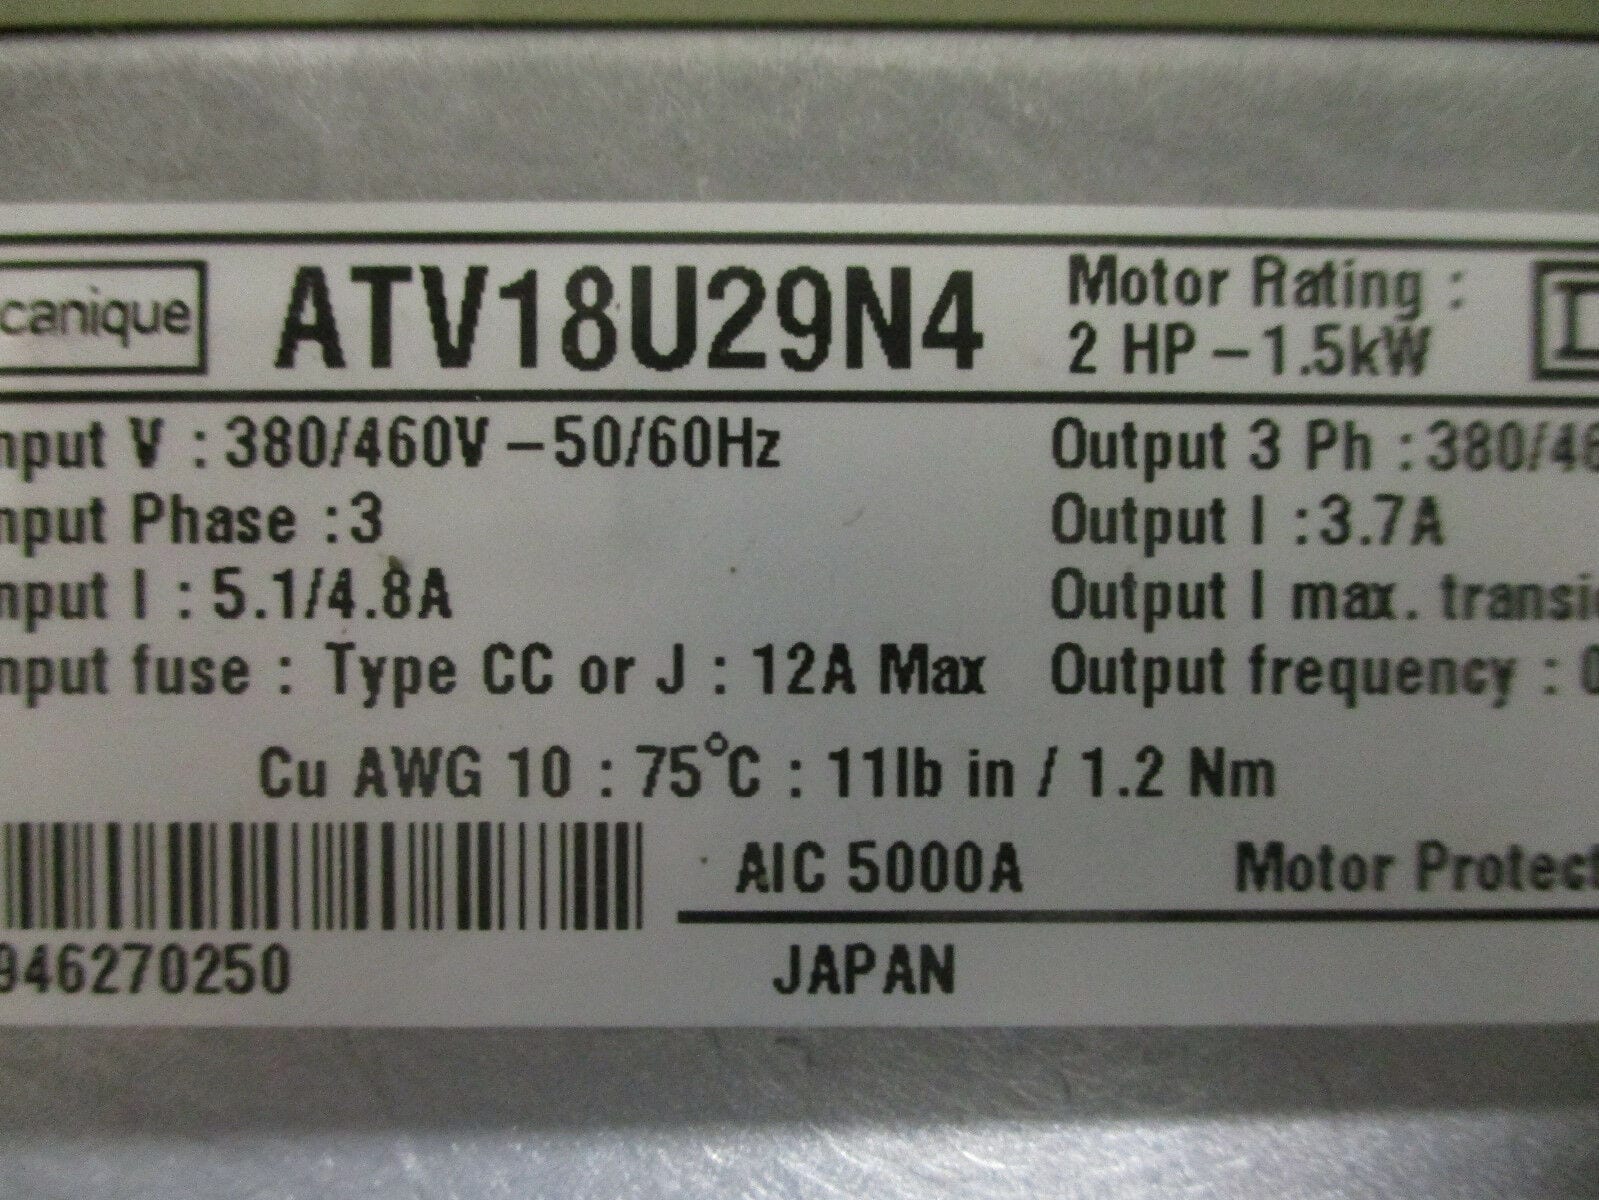 canique
ATV18U29N4
Motor Rating :
2 HP – 1.5kW
nput V : 380/460V – 50/60Hz
nput Phase : 3
nput I : 5.1/4.8A
nput fuse : Type CC or J : 12A Max
Output 3 Ph : 380/46
Output I : 3.7A
Output I max. transi
Output frequency : 0
Cu AWG 10 : 75°C : 11lb in / 1.2 Nm
AIC 5000A
Motor Protect
946270250
JAPAN